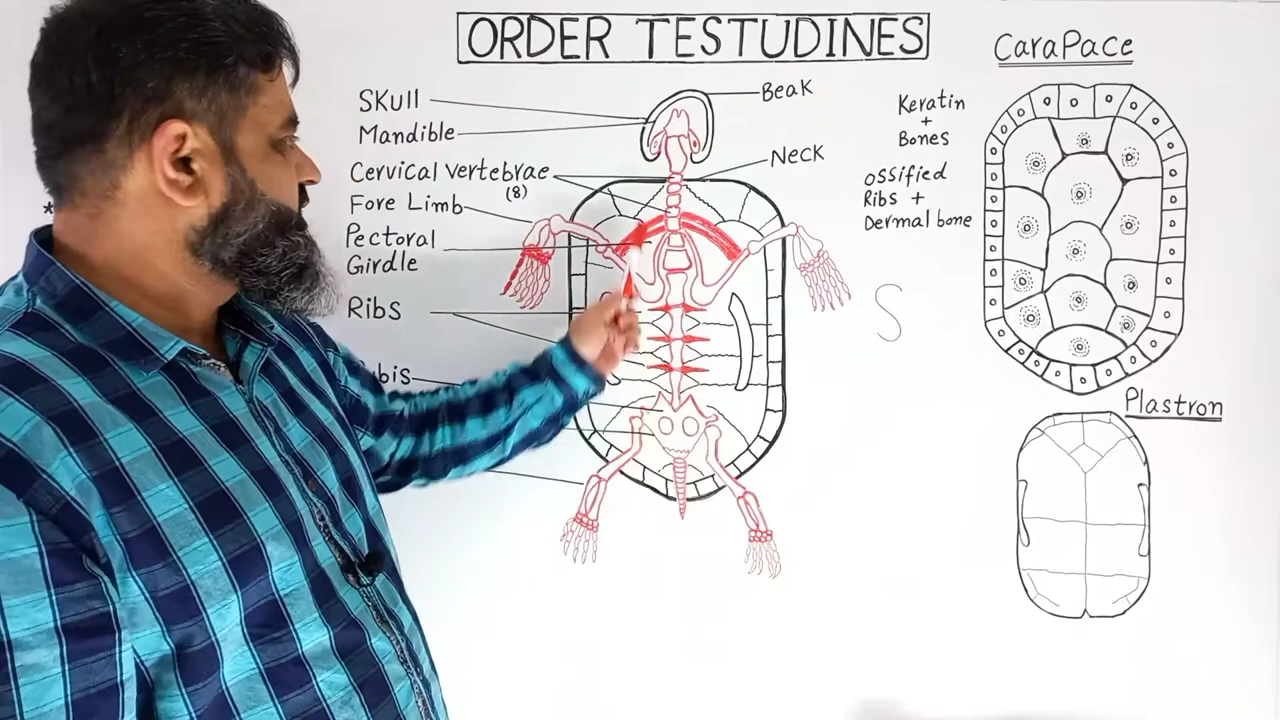 ORDER TESTUDINES
Skull
Mandible
Cervical vertebrae
(8)
Fore Limb
Pectoral
Girdle
Ribs
Beak
Neck
CaraPace
Keratin
+
Bones
Ossified
Ribs +
Dermal bone
S
Plastron
*